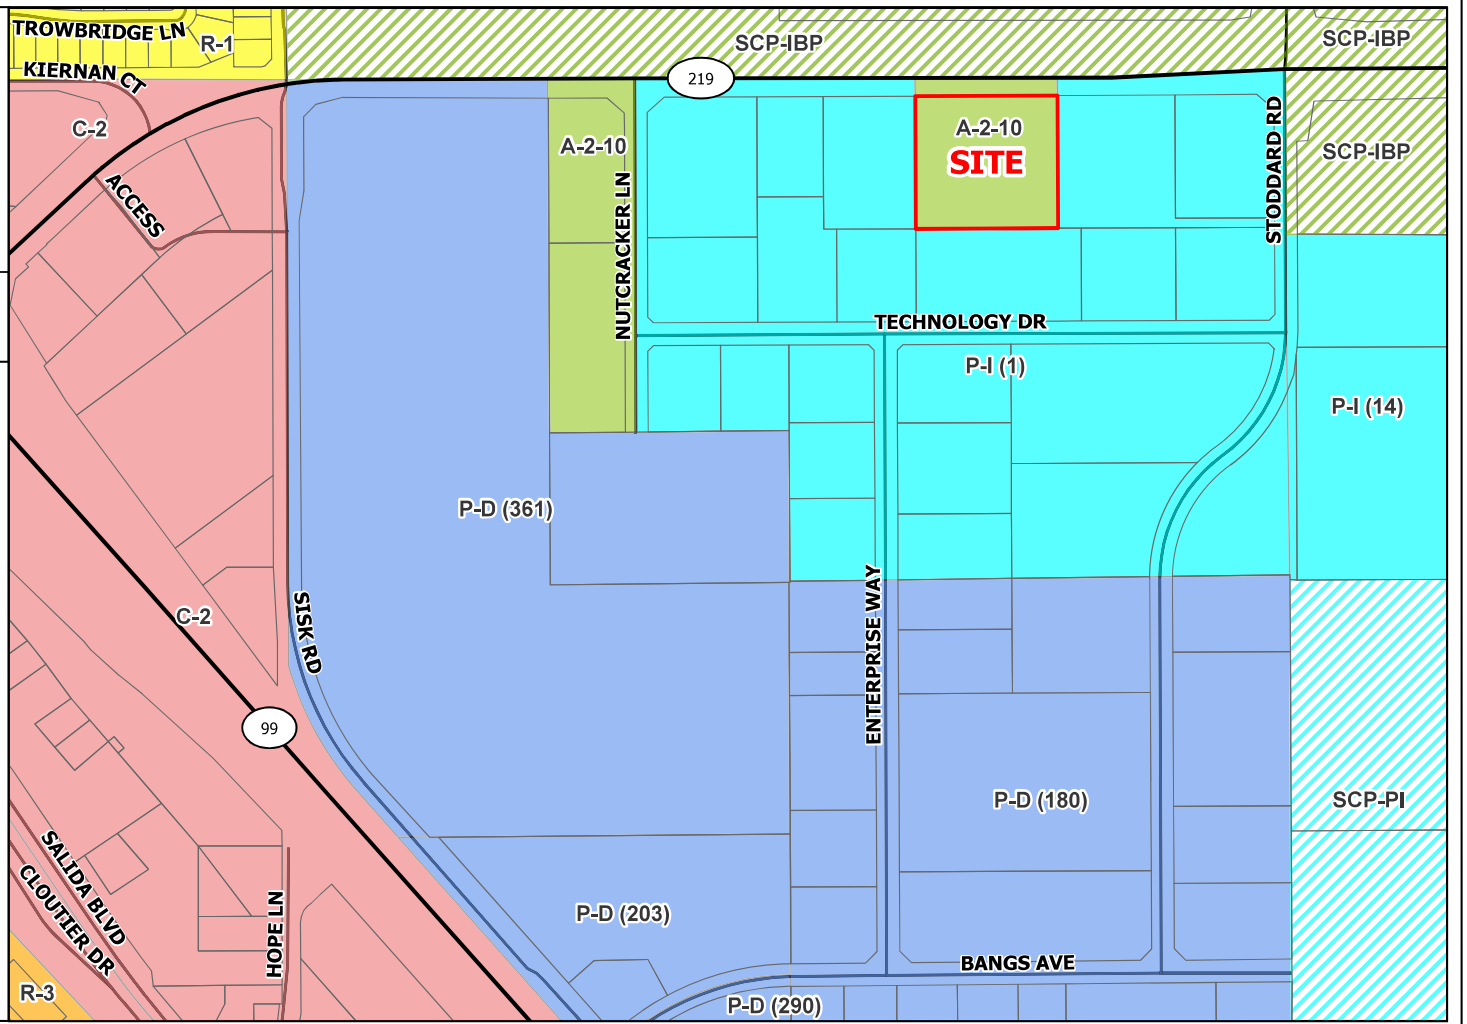 TROWBRIDGE LN
R-1
SCP-IBP
SCP-IBP
KIERNAN CT
219
C-2
A-2-10
A-2-10
SITE
SCP-IBP
STODDARD RD
ACCESS
NUTCRACKER LN
TECHNOLOGY DR
P-I (1)
P-I (14)
P-D (361)
C-2
SISK RD
ENTERPRISE WAY
99
P-D (180)
SCP-PI
SALIDA BLVD
CLOUTIER DR
HOPE LN
P-D (203)
BANGS AVE
R-3
P-D (290)